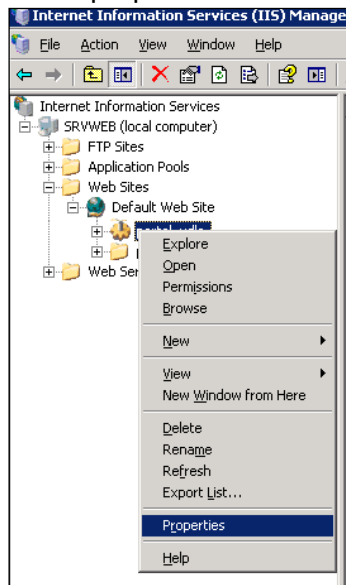 Internet Information Services (IIS) Manage
File Action View Window Help
Internet Information Services
SRVWEB (local computer)
FTP Sites
Application Pools
Web Sites
Default Web Site
Web Ser
Explore
Open
Permissions
Browse
New
View
New Window from Here
Delete
Rename
Refresh
Export List...
Properties
Help